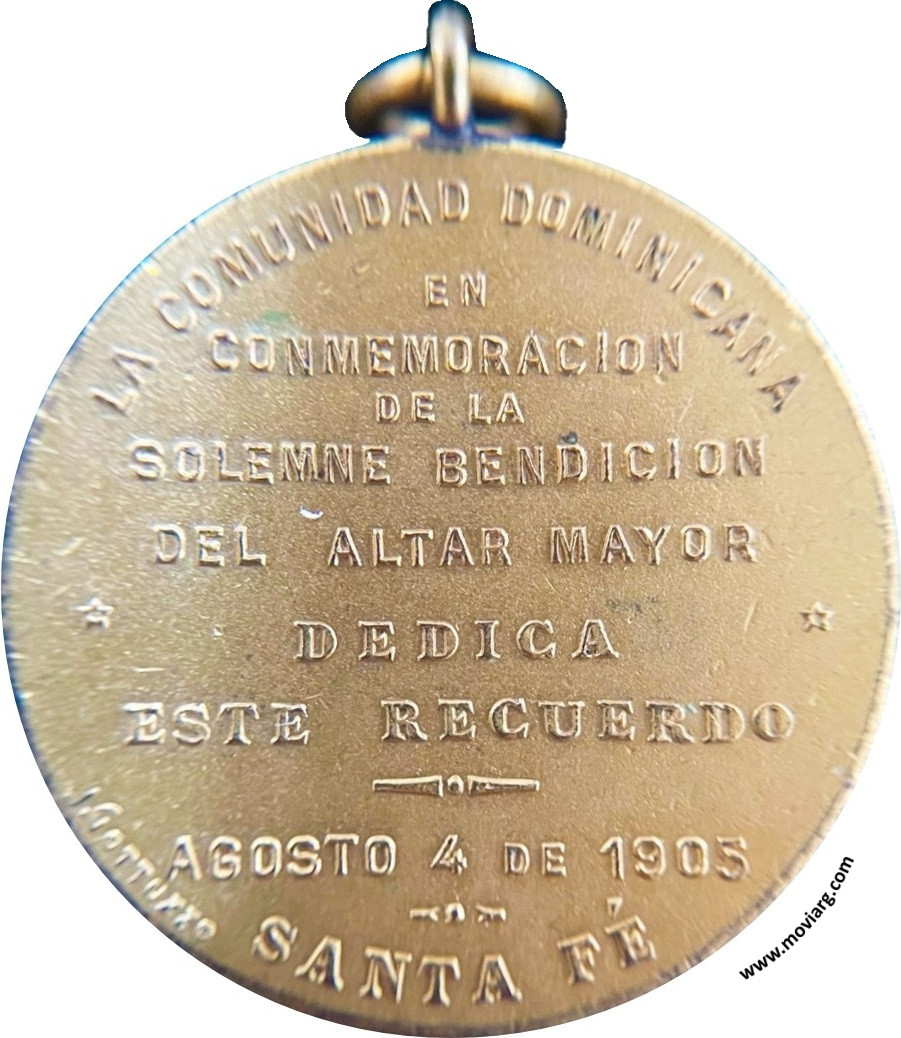 LA COMUNIDAD DOMINICANA
EN
CONMEMORACION
DE LA
SOLEMNE BENDICION
DEL ALTAR MAYOR
DEDICA
ESTE RECUERDO
AGOSTO 4 DE 1905
SANTA FÉ
www.moviarg.com